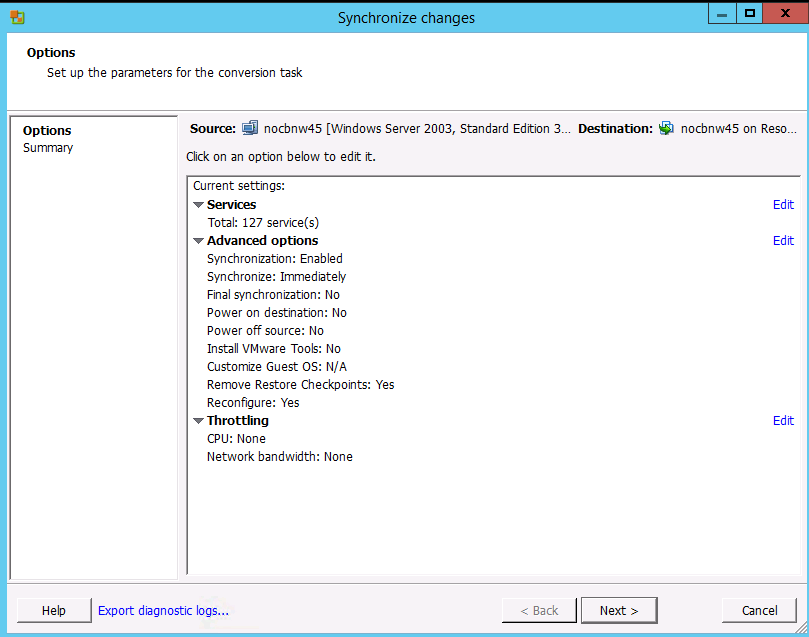 Synchronize changes
Options
Set up the parameters for the conversion task
Options
Summary
Source: nocbnw45 [Windows Server 2003, Standard Edition 3... Destination: nocbnw45 on Reso...
Click on an option below to edit it.
Current settings:
Services Edit
Total: 127 service(s)
Advanced options Edit
Synchronization: Enabled
Synchronize: Immediately
Final synchronization: No
Power on destination: No
Power off source: No
Install VMware Tools: No
Customize Guest OS: N/A
Remove Restore Checkpoints: Yes
Reconfigure: Yes
Throttling Edit
CPU: None
Network bandwidth: None
Help Export diagnostic logs... < Back Next > Cancel